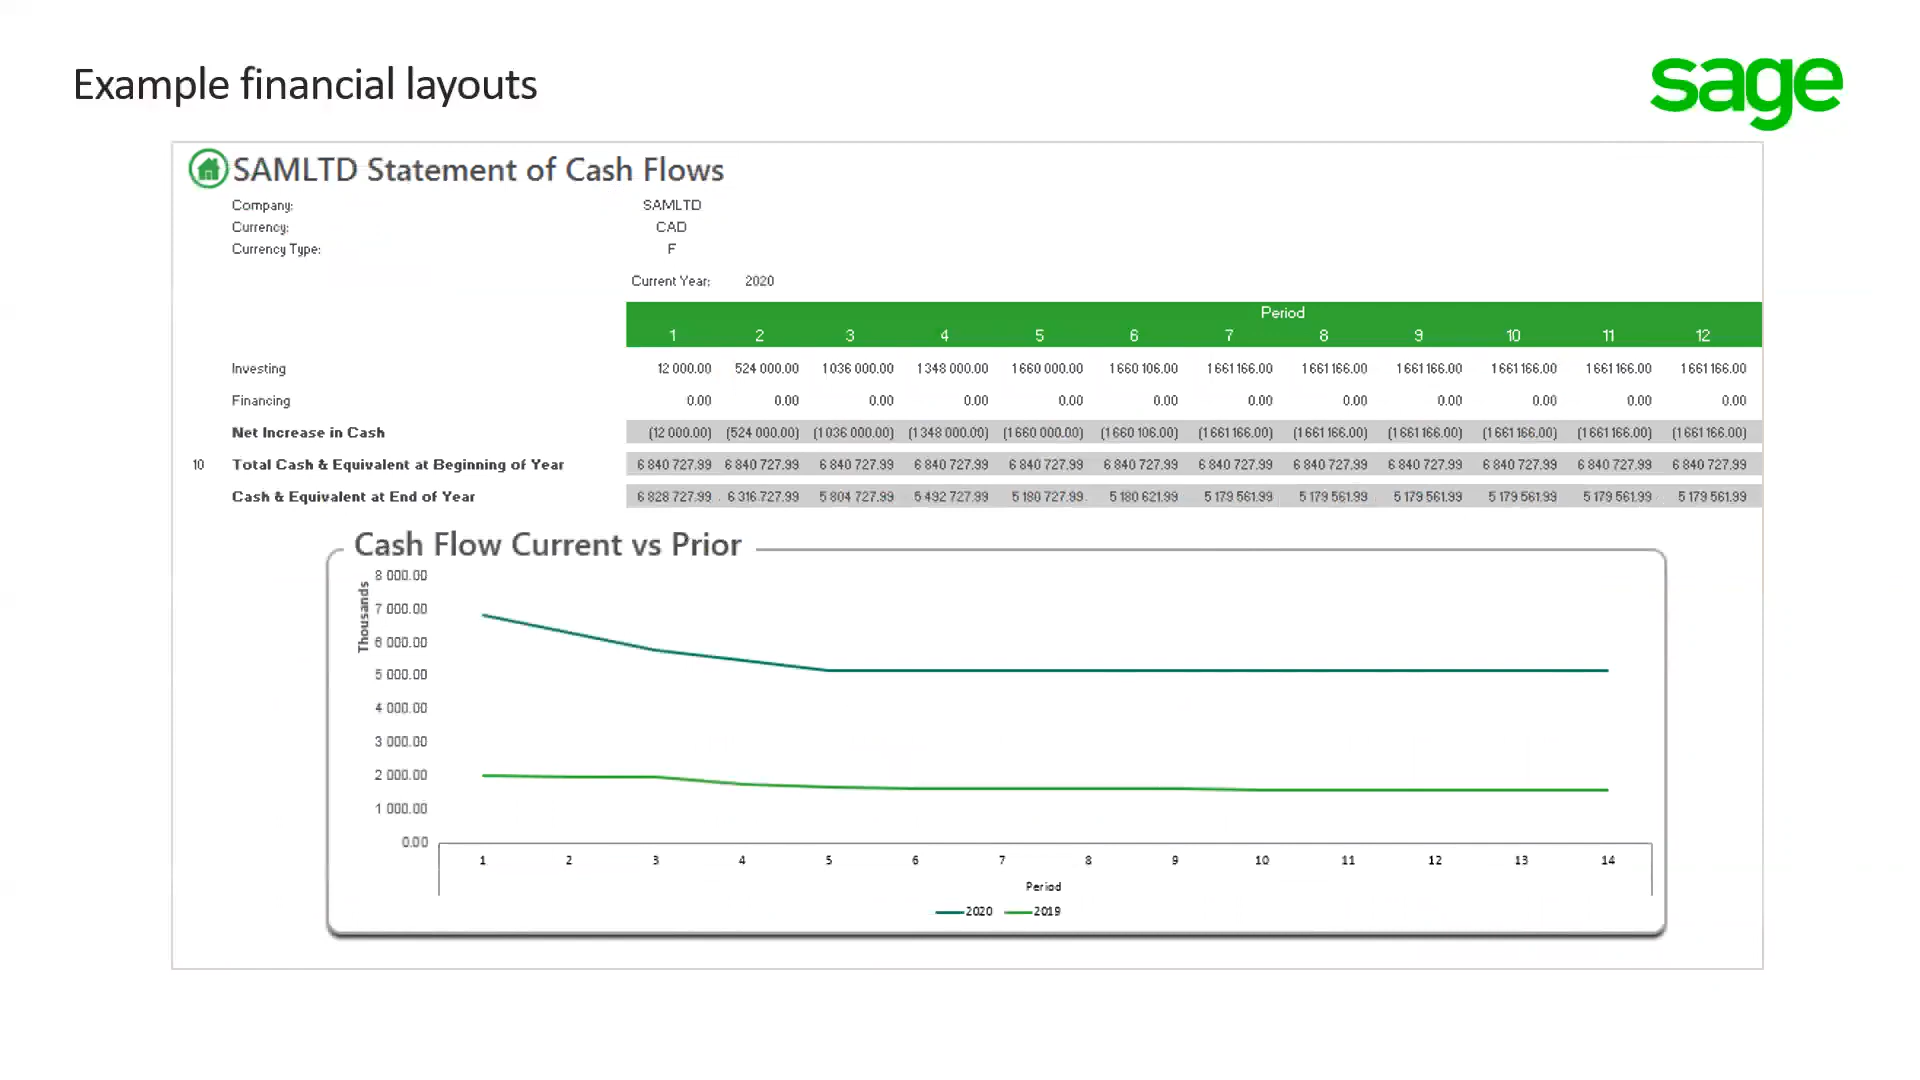 Example financial layouts
sage
SAMLTD Statement of Cash Flows
Company: SAMLTD
Currency: CAD
Currency Type: F
Current Year: 2020
Period
1 2 3 4 5 6 7 8 9 10 11 12
Investing 12 000.00 524 000.00 1 036 000.00 1 348 000.00 1 660 000.00 1 660 106.00 1 661 166.00 1 661 166.00 1 661 166.00 1 661 166.00 1 661 166.00 1 661 166.00
Financing 0.00 0.00 0.00 0.00 0.00 0.00 0.00 0.00 0.00 0.00 0.00 0.00
Net Increase in Cash (12 000.00) (524 000.00) (1 036 000.00) (1 348 000.00) (1 660 000.00) (1 660 106.00) (1 661 166.00) (1 661 166.00) (1 661 166.00) (1 661 166.00) (1 661 166.00) (1 661 166.00)
10 Total Cash & Equivalent at Beginning of Year 6 840 727.99 6 840 727.99 6 840 727.99 6 840 727.99 6 840 727.99 6 840 727.99 6 840 727.99 6 840 727.99 6 840 727.99 6 840 727.99 6 840 727.99 6 840 727.99
Cash & Equivalent at End of Year 6 828 727.99 6 316 727.99 5 804 727.99 5 492 727.99 5 180 727.99 5 180 621.99 5 179 561.99 5 179 561.99 5 179 561.99 5 179 561.99 5 179 561.99 5 179 561.99
Cash Flow Current vs Prior
Thousands
8 000.00
7 000.00
6 000.00
5 000.00
4 000.00
3 000.00
2 000.00
1 000.00
0.00
1 2 3 4 5 6 7 8 9 10 11 12 13 14
Period
2020 2019